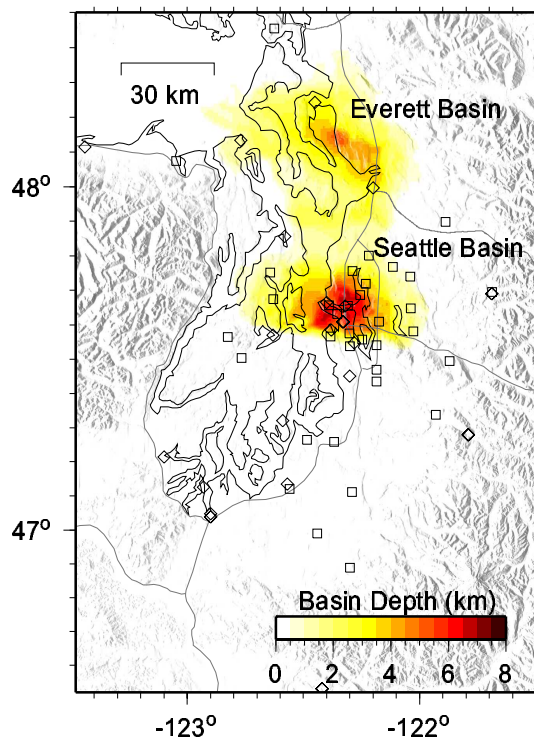 30 km
Everett Basin
48°
Seattle Basin
47°
Basin Depth (km)
0 2 4 6 8
-123° -122°